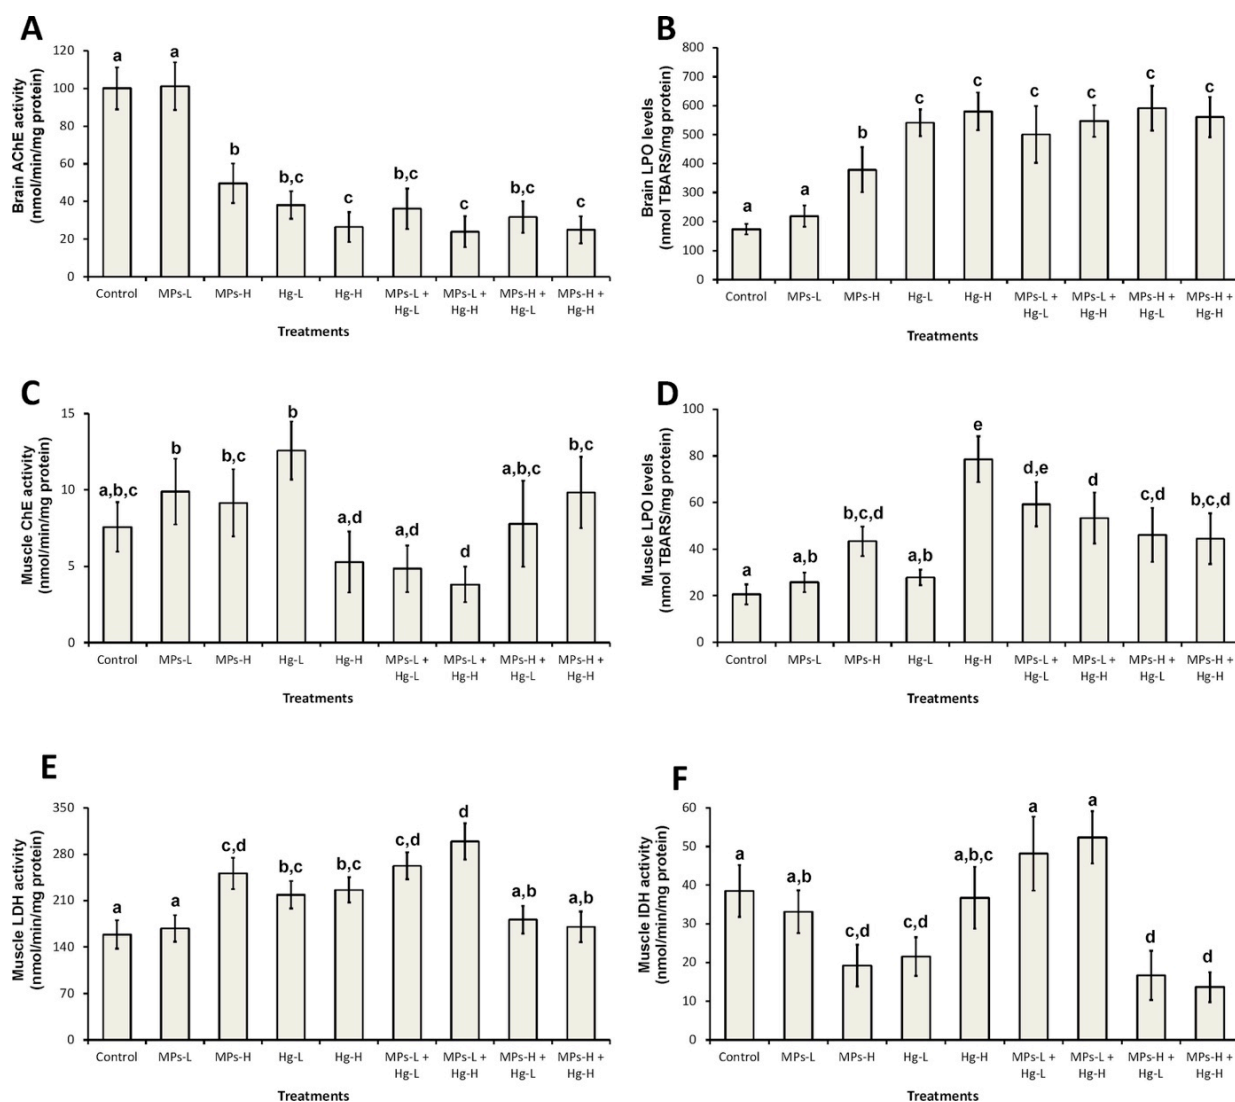 A
Brain AChE activity
(nmol/min/mg protein)
120
100
80
60
40
20
0
a
a
b
b,c
c
b,c
c
b,c
c
Control MPs-L MPs-H Hg-L Hg-H MPs-L + MPs-L + MPs-H + MPs-H +
Hg-L Hg-H Hg-L Hg-H
Treatments
B
Brain LPO levels
(nmol TBARS/mg protein)
800
700
600
500
400
300
200
100
0
a
a
b
c
c
c
c
c
c
Control MPs-L MPs-H Hg-L Hg-H MPs-L + MPs-L + MPs-H + MPs-H +
Hg-L Hg-H Hg-L Hg-H
Treatments
C
Muscle ChE activity
(nmol/min/mg protein)
15
10
5
0
a,b,c
b
b,c
b
a,d
a,d
d
a,b,c
b,c
Control MPs-L MPs-H Hg-L Hg-H MPs-L + MPs-L + MPs-H + MPs-H +
Hg-L Hg-H Hg-L Hg-H
Treatments
D
Muscle LPO levels
(nmol TBARS/mg protein)
100
80
60
40
20
0
a
a,b
b,c,d
a,b
e
d,e
d
c,d
b,c,d
Control MPs-L MPs-H Hg-L Hg-H MPs-L + MPs-L + MPs-H + MPs-H +
Hg-L Hg-H Hg-L Hg-H
Treatments
E
Muscle LDH activity
(nmol/min/mg protein)
350
280
210
140
70
0
a
a
c,d
b,c
b,c
c,d
d
a,b
a,b
Control MPs-L MPs-H Hg-L Hg-H MPs-L + MPs-L + MPs-H + MPs-H +
Hg-L Hg-H Hg-L Hg-H
Treatments
F
Muscle IDH activity
(nmol/min/mg protein)
60
50
40
30
20
10
0
a
a,b
c,d
c,d
a,b,c
a
a
d
d
Control MPs-L MPs-H Hg-L Hg-H MPs-L + MPs-L + MPs-H + MPs-H +
Hg-L Hg-H Hg-L Hg-H
Treatments